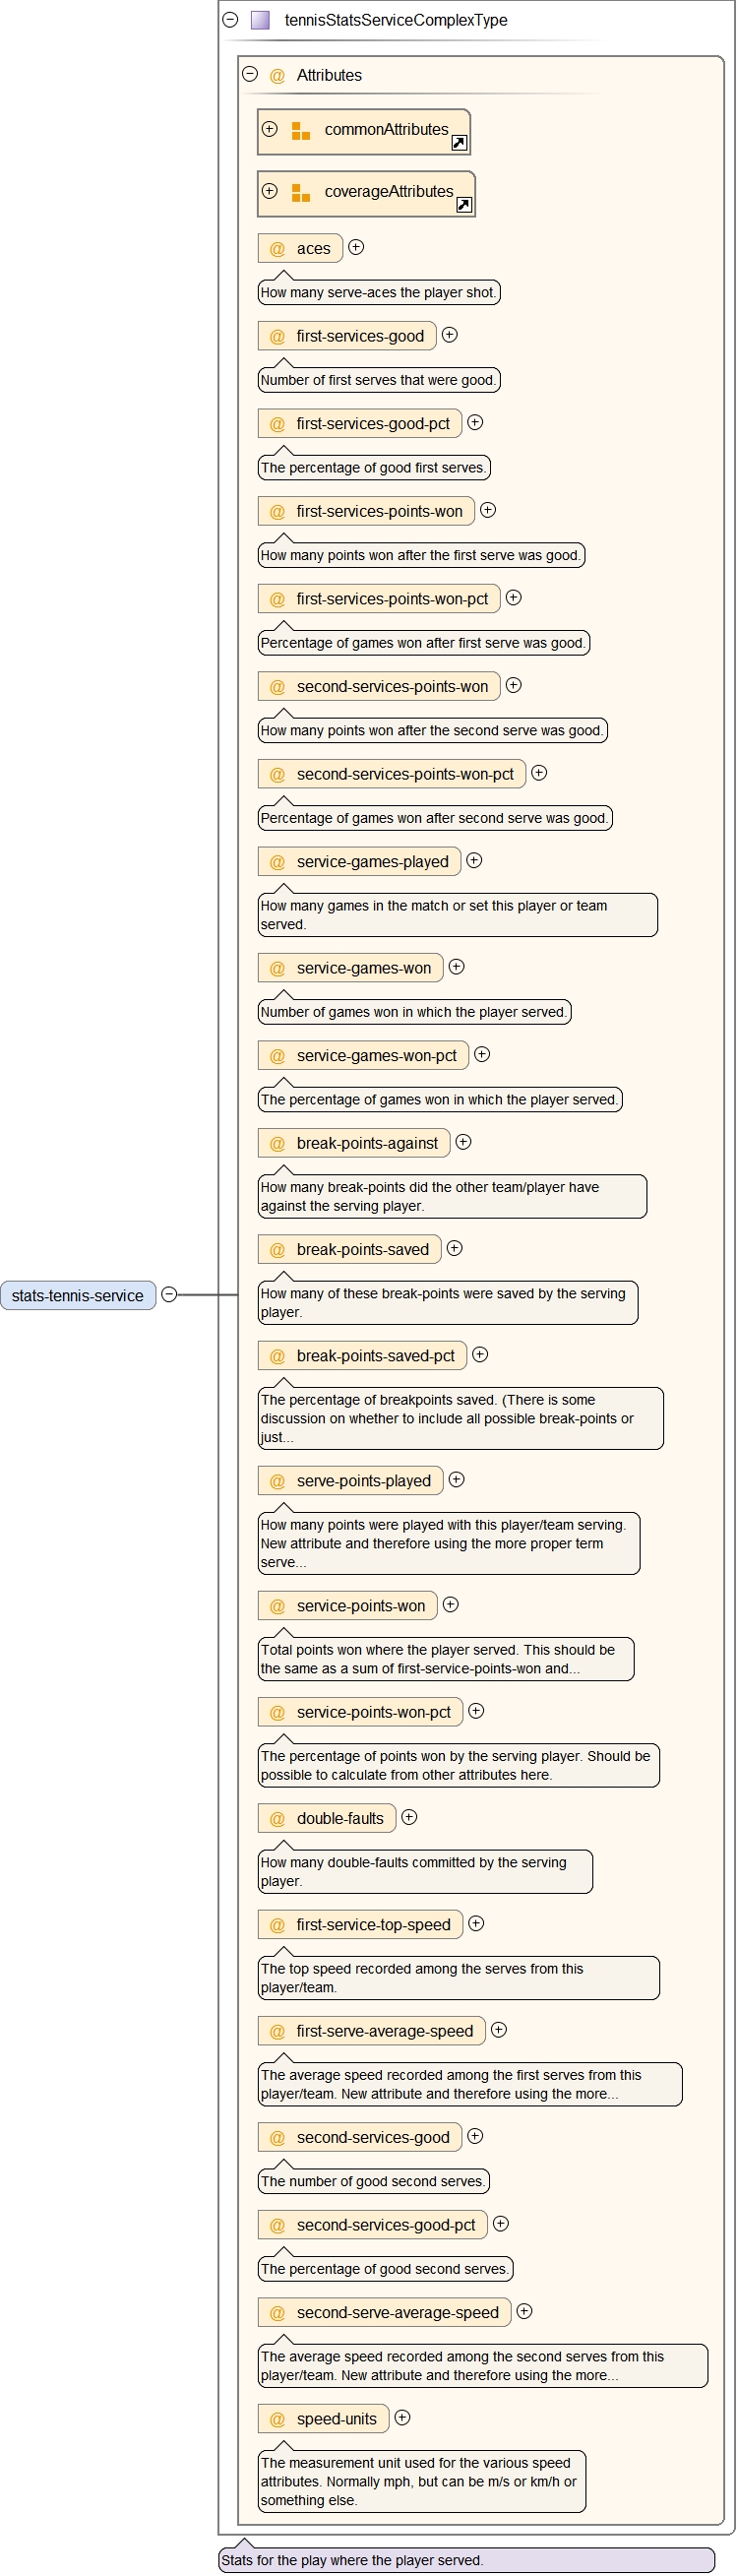 tennisStatsServiceComplexType
@ Attributes
commonAttributes
coverageAttributes
@ aces
How many serve-aces the player shot.
@ first-services-good
Number of first serves that were good.
@ first-services-good-pct
The percentage of good first serves.
@ first-services-points-won
How many points won after the first serve was good.
@ first-services-points-won-pct
Percentage of games won after first serve was good.
@ second-services-points-won
How many points won after the second serve was good.
@ second-services-points-won-pct
Percentage of games won after second serve was good.
@ service-games-played
How many games in the match or set this player or team
served.
@ service-games-won
Number of games won in which the player served.
@ service-games-won-pct
The percentage of games won in which the player served.
@ break-points-against
How many break-points did the other team/player have
against the serving player.
@ break-points-saved
stats-tennis-service
How many of these break-points were saved by the serving
player.
@ break-points-saved-pct
The percentage of breakpoints saved. (There is some
discussion on whether to include all possible break-points or
just...
@ serve-points-played
How many points were played with this player/team serving.
New attribute and therefore using the more proper term
serve...
@ service-points-won
Total points won where the player served. This should be
the same as a sum of first-service-points-won and...
@ service-points-won-pct
The percentage of points won by the serving player. Should be
possible to calculate from other attributes here.
@ double-faults
How many double-faults committed by the serving
player.
@ first-service-top-speed
The top speed recorded among the serves from this
player/team.
@ first-serve-average-speed
The average speed recorded among the first serves from this
player/team. New attribute and therefore using the more...
@ second-services-good
The number of good second serves.
@ second-services-good-pct
The percentage of good second serves.
@ second-serve-average-speed
The average speed recorded among the second serves from this
player/team. New attribute and therefore using the more...
@ speed-units
The measurement unit used for the various speed
attributes. Normally mph, but can be m/s or km/h or
something else.
Stats for the play where the player served.